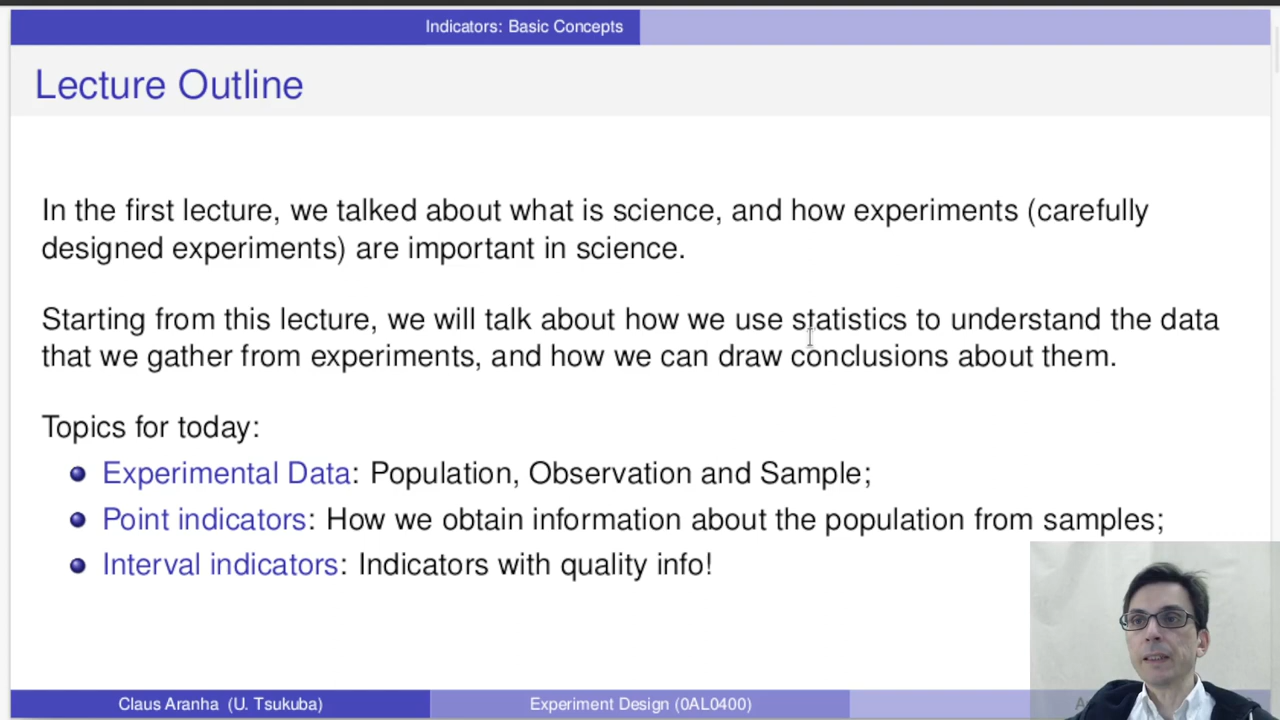 Indicators: Basic Concepts
Lecture Outline
In the first lecture, we talked about what is science, and how experiments (carefully
designed experiments) are important in science.
Starting from this lecture, we will talk about how we use statistics to understand the data
that we gather from experiments, and how we can draw conclusions about them.
Topics for today:
Experimental Data: Population, Observation and Sample;
Point indicators: How we obtain information about the population from samples;
Interval indicators: Indicators with quality info!
Claus Aranha (U. Tsukuba)
Experiment Design (0AL0400)